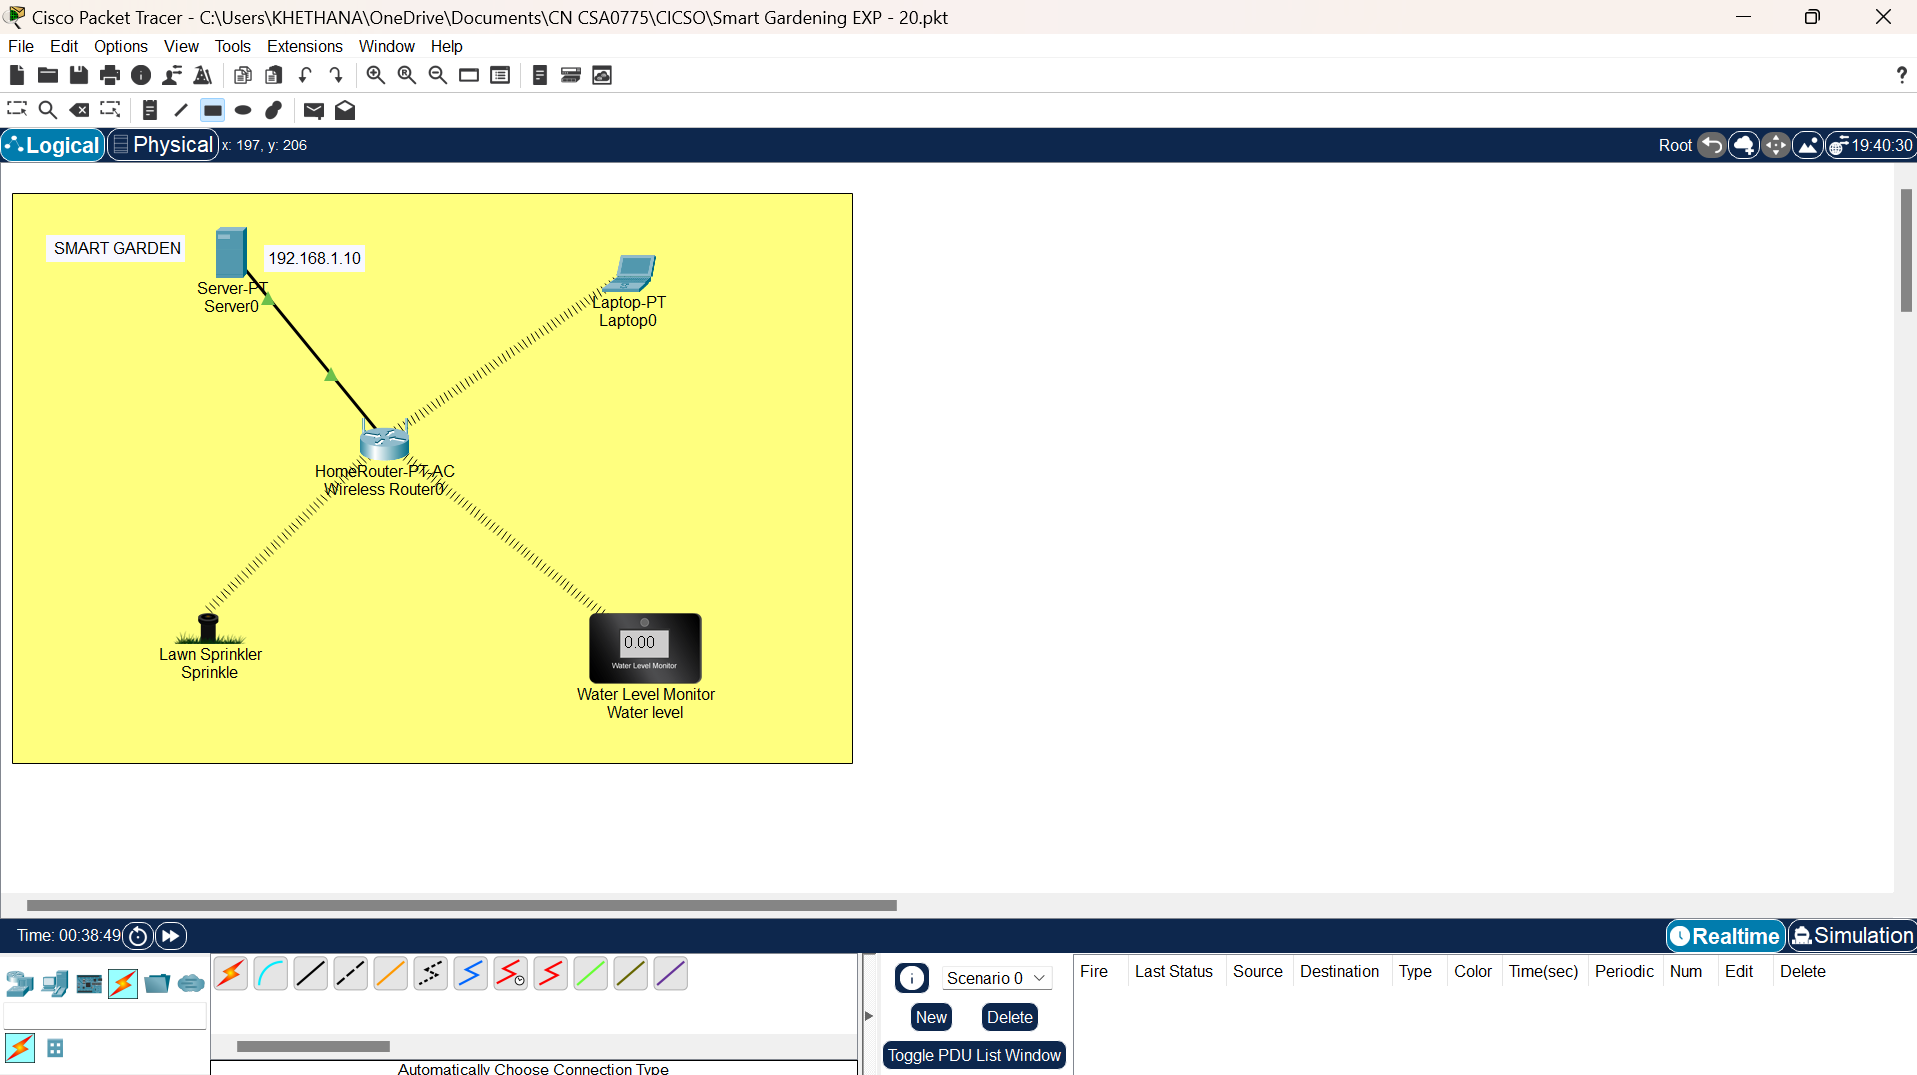 Cisco Packet Tracer - C:\Users\KHETHANA\OneDrive\Documents\CN CSA0775\CICSO\Smart Gardening EXP - 20.pkt
File Edit Options View Tools Extensions Window Help
?
Logical Physical x: 197, y: 206 Root 19:40:30
SMART GARDEN
192.168.1.10
Server-PT
Server0
Laptop-PT
Laptop0
HomeRouter-PT-AC
Wireless Router0
Lawn Sprinkler
Sprinkle
0.00
Water Level Monitor
Water Level Monitor
Water level
Time: 00:38:49 Realtime Simulation
Scenario 0
New Delete
Toggle PDU List Window
Fire Last Status Source Destination Type Color Time(sec) Periodic Num Edit Delete
Automatically Choose Connection Type